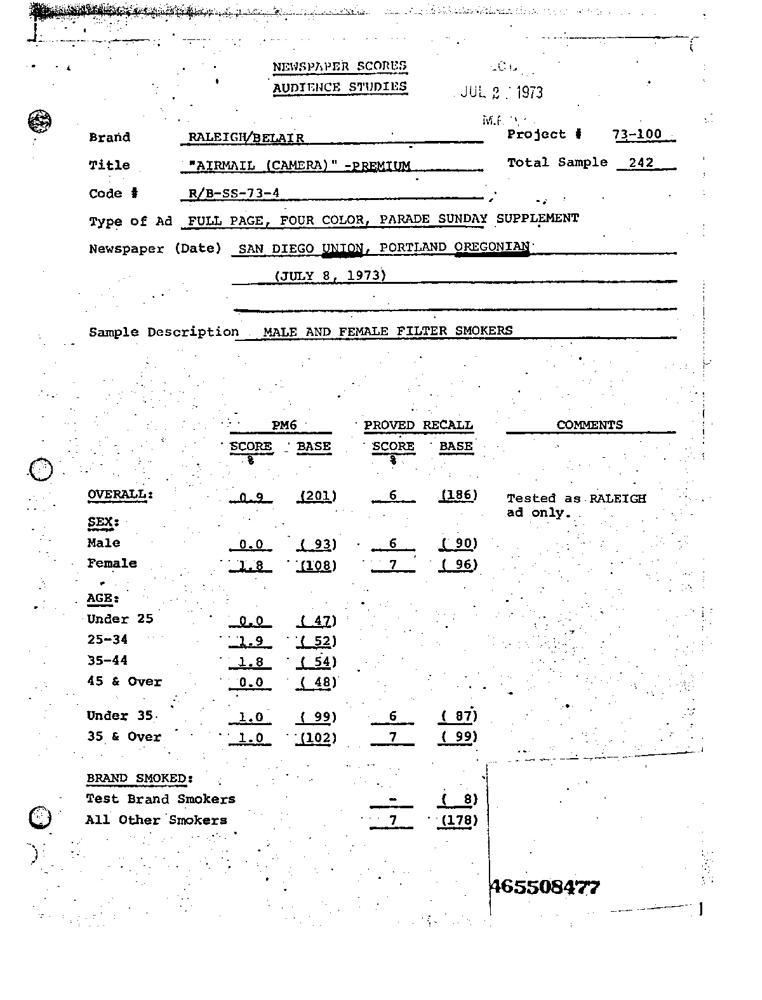 NEWSPAPER SCORES
AUDIENCE STUDIES
JUL 2 1973
Brand RALEIGH/BELAIR Project # 73-100
Title "AIRMAIL (CAMERA)" -PREMIUM Total Sample 242
Code # R/B-SS-73-4
Type of Ad FULL PAGE, FOUR COLOR, PARADE SUNDAY SUPPLEMENT
Newspaper (Date) SAN DIEGO UNION, PORTLAND OREGONIAN
(JULY 8, 1973)
Sample Description MALE AND FEMALE FILTER SMOKERS
PM6 PROVED RECALL COMMENTS
SCORE BASE SCORE BASE
% %
OVERALL: 0.9 (201) 6 (186) Tested as RALEIGH
ad only.
SEX:
Male 0.0 ( 93) 6 ( 90)
Female 1.8 (108) 7 ( 96)
AGE:
Under 25 0.0 ( 47)
25-34 1.9 ( 52)
35-44 1.8 ( 54)
45 & Over 0.0 ( 48)
Under 35 1.0 ( 99) 6 ( 87)
35 & Over 1.0 (102) 7 ( 99)
BRAND SMOKED:
Test Brand Smokers - ( 8)
All Other Smokers 7 (178)
465508477